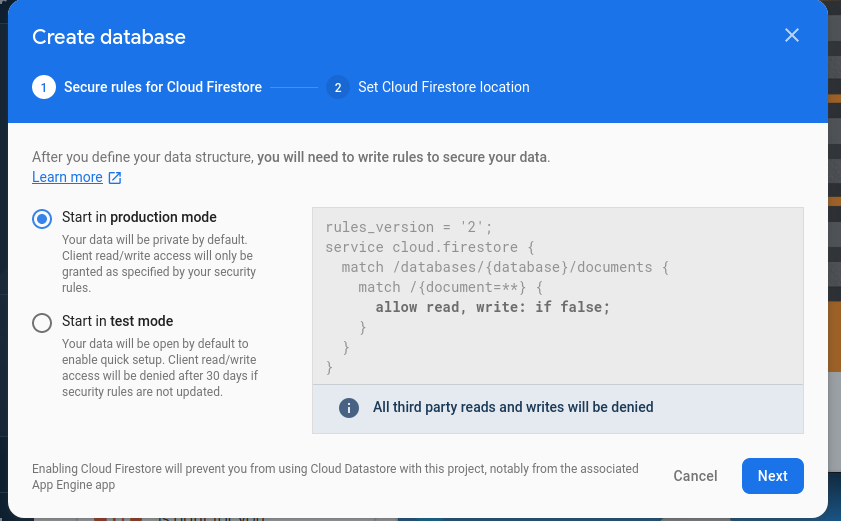 Create database
1 Secure rules for Cloud Firestore 2 Set Cloud Firestore location
After you define your data structure, you will need to write rules to secure your data.
Learn more
Start in production mode
Your data will be private by default.
Client read/write access will only be
granted as specified by your security
rules.
Start in test mode
Your data will be open by default to
enable quick setup. Client read/write
access will be denied after 30 days if
security rules are not updated.
rules_version = '2';
service cloud.firestore {
  match /databases/{database}/documents {
    match /{document=**} {
      allow read, write: if false;
    }
  }
}
All third party reads and writes will be denied
Enabling Cloud Firestore will prevent you from using Cloud Datastore with this project, notably from the associated
App Engine app
Cancel
Next